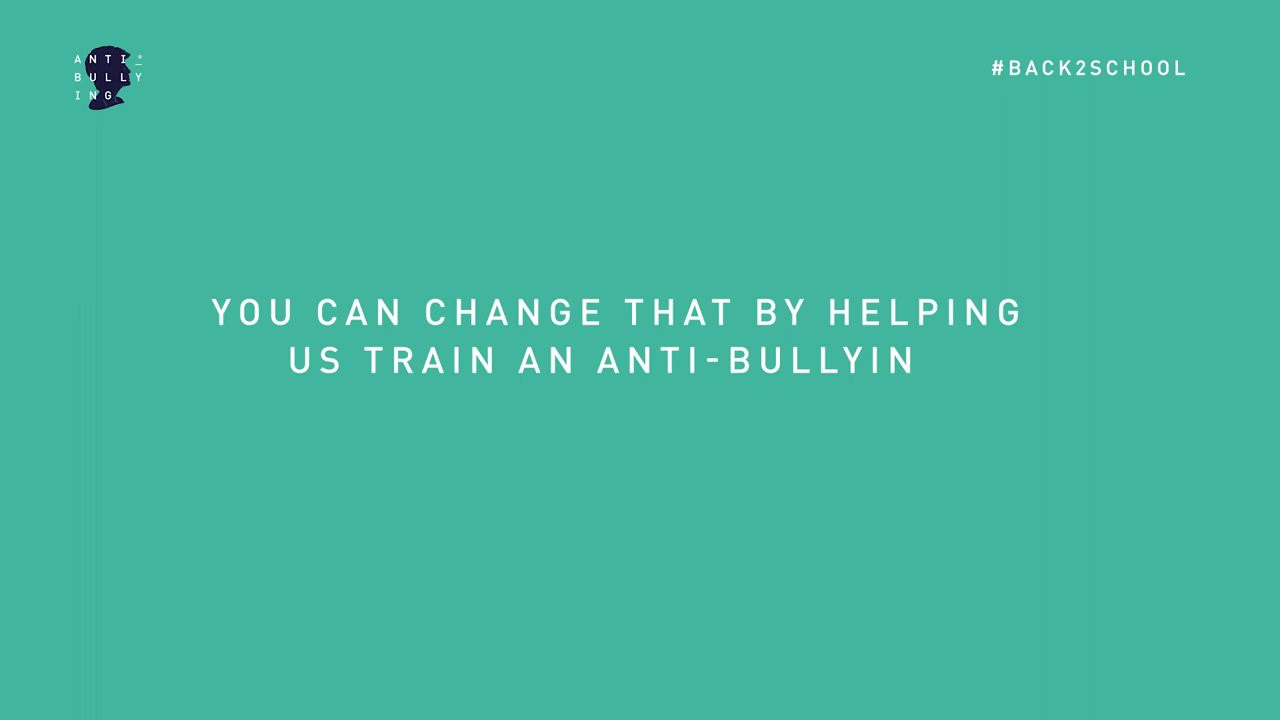 ANTI-
BULLY
ING
#BACK2SCHOOL
YOU CAN CHANGE THAT BY HELPING
US TRAIN AN ANTI-BULLYIN